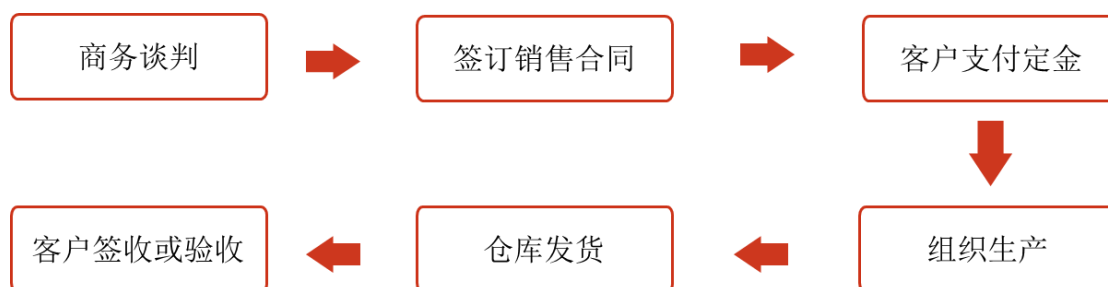 商务谈判
签订销售合同
客户支付定金
组织生产
仓库发货
客户签收或验收